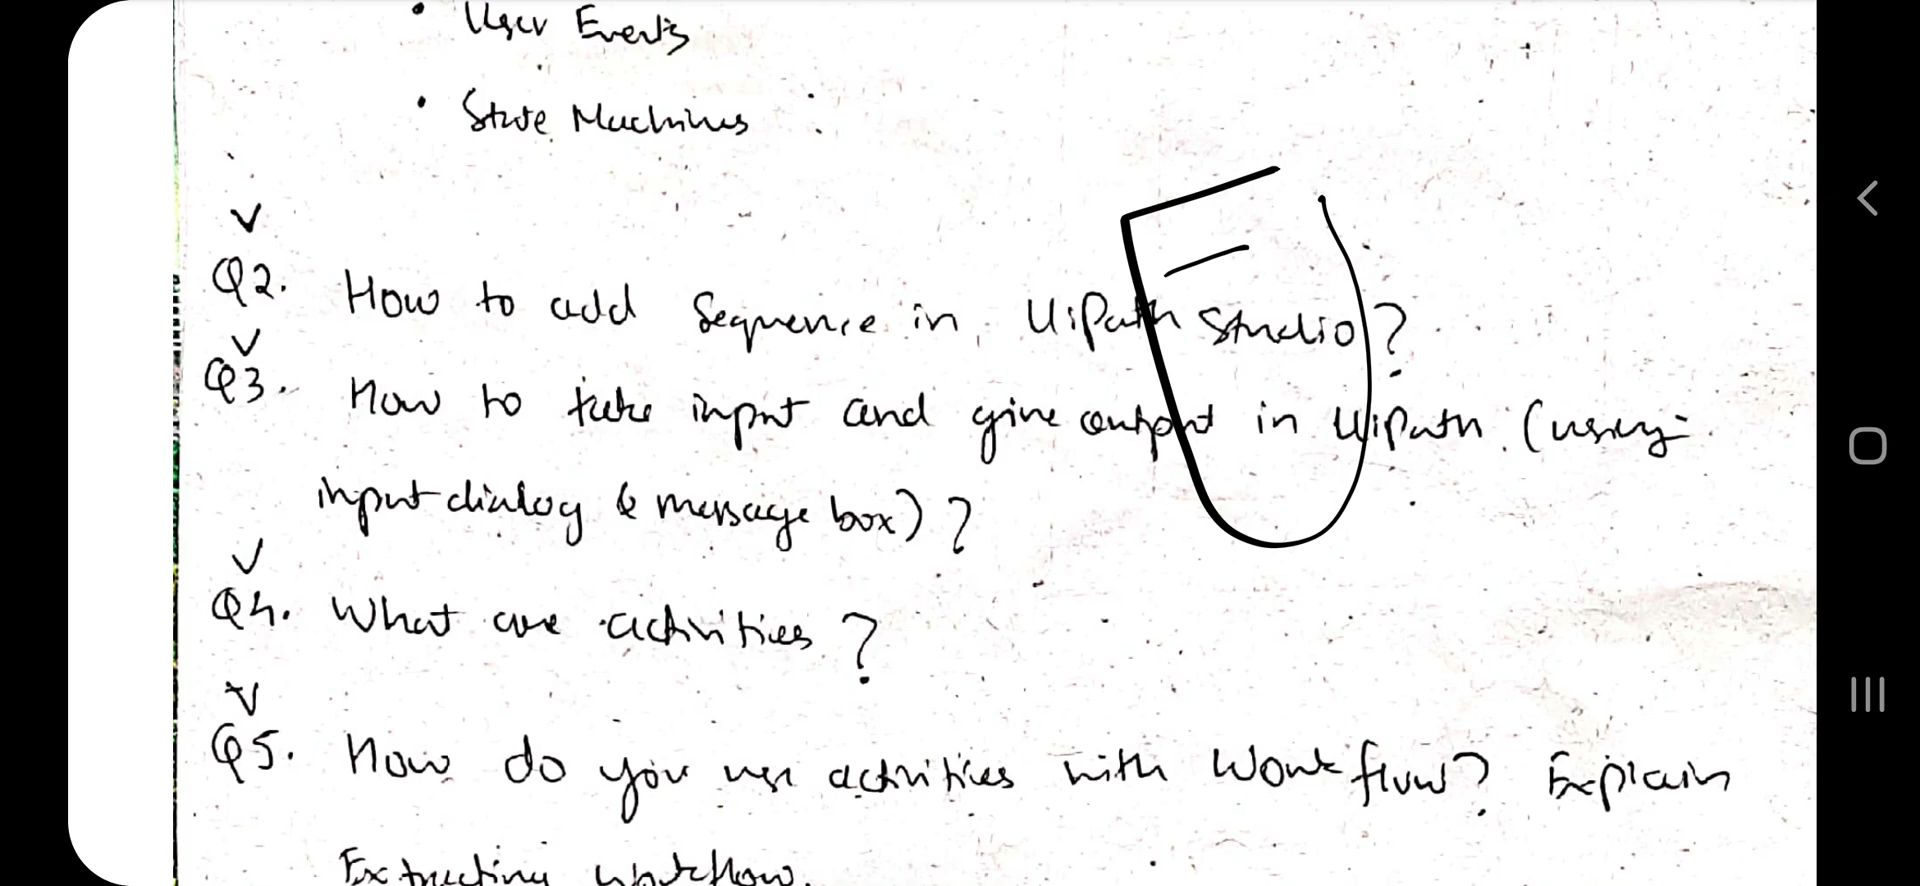 • User Events
• State Machines
Q2. How to add Sequence in UiPath Studio?
Q3. How to take input and give output in UiPath (using
input dialog & message box)?
Q4. What are activities?
Q5. How do you use activities with Workflow? Explain
Extracting workflow.